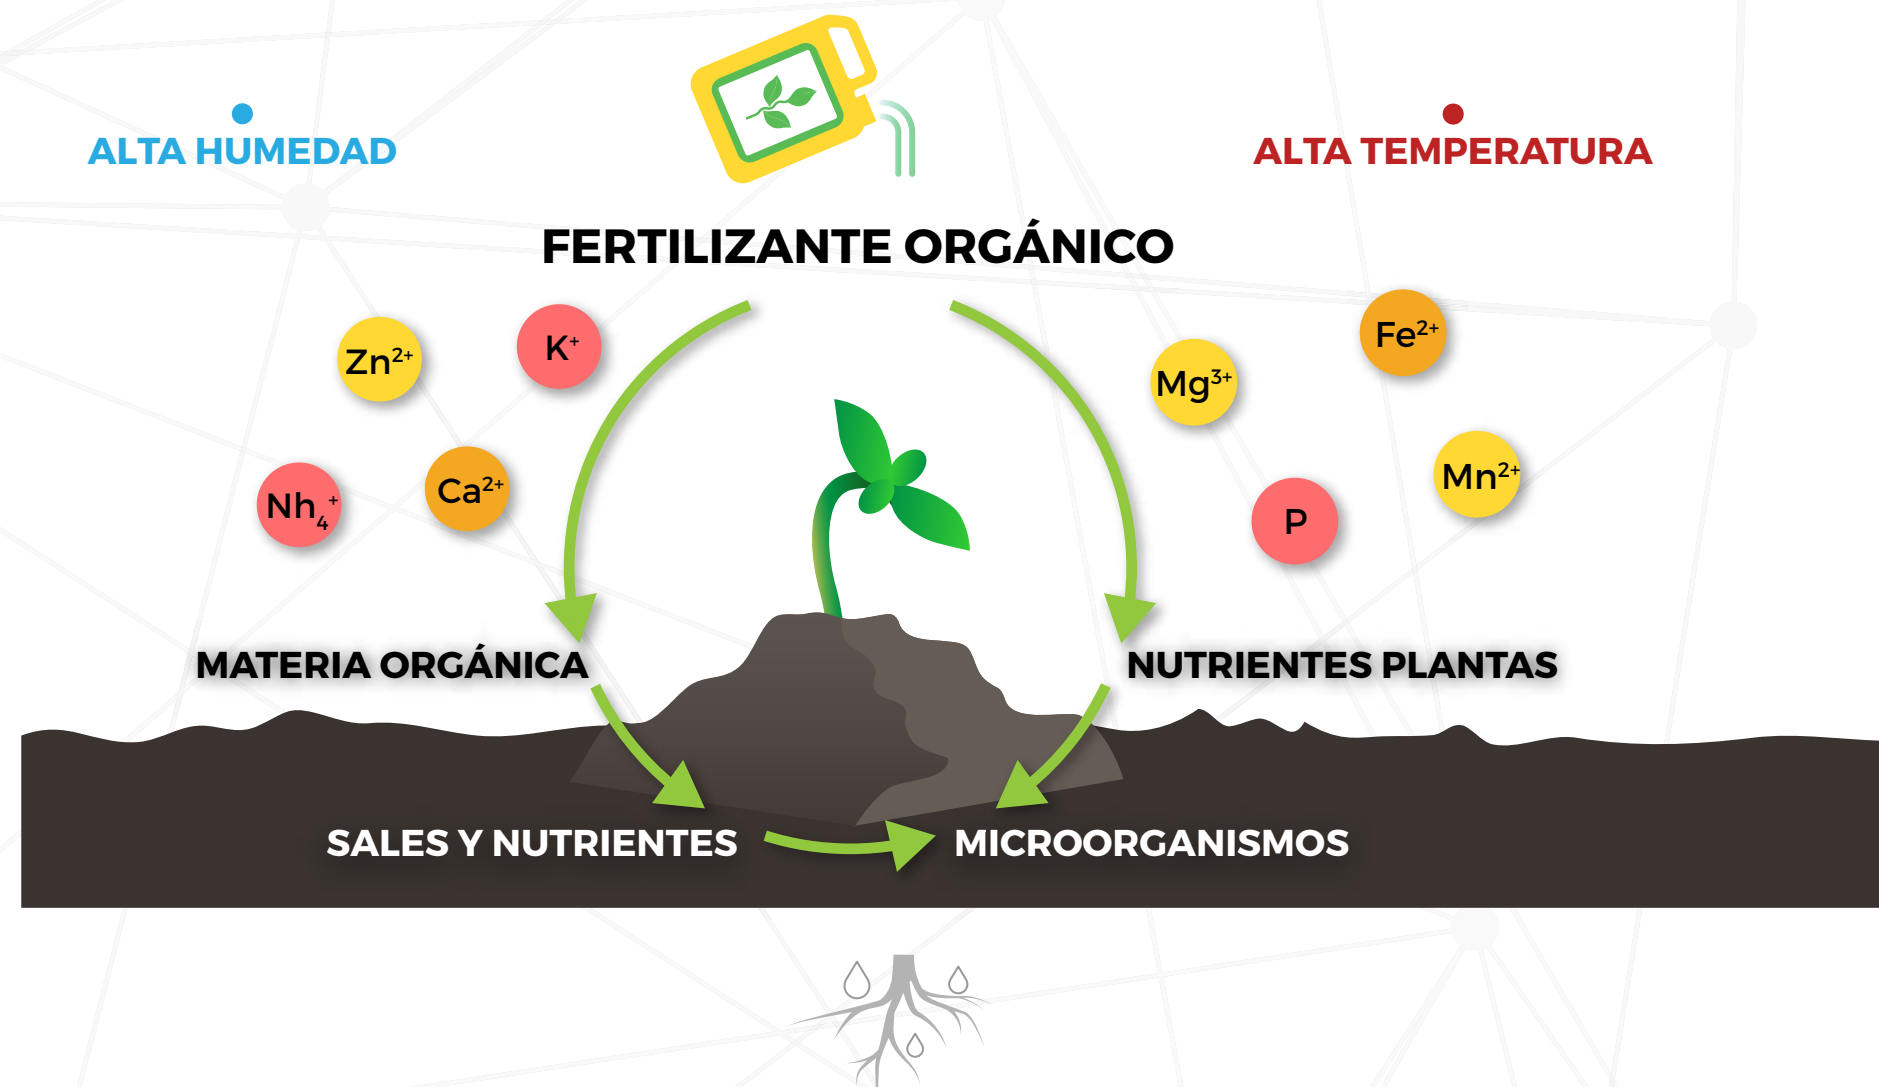 ALTA HUMEDAD
ALTA TEMPERATURA
FERTILIZANTE ORGÁNICO
Zn²⁺
K⁺
Nh₄⁺
Ca²⁺
Mg³⁺
Fe²⁺
P
Mn²⁺
MATERIA ORGÁNICA
NUTRIENTES PLANTAS
SALES Y NUTRIENTES
MICROORGANISMOS